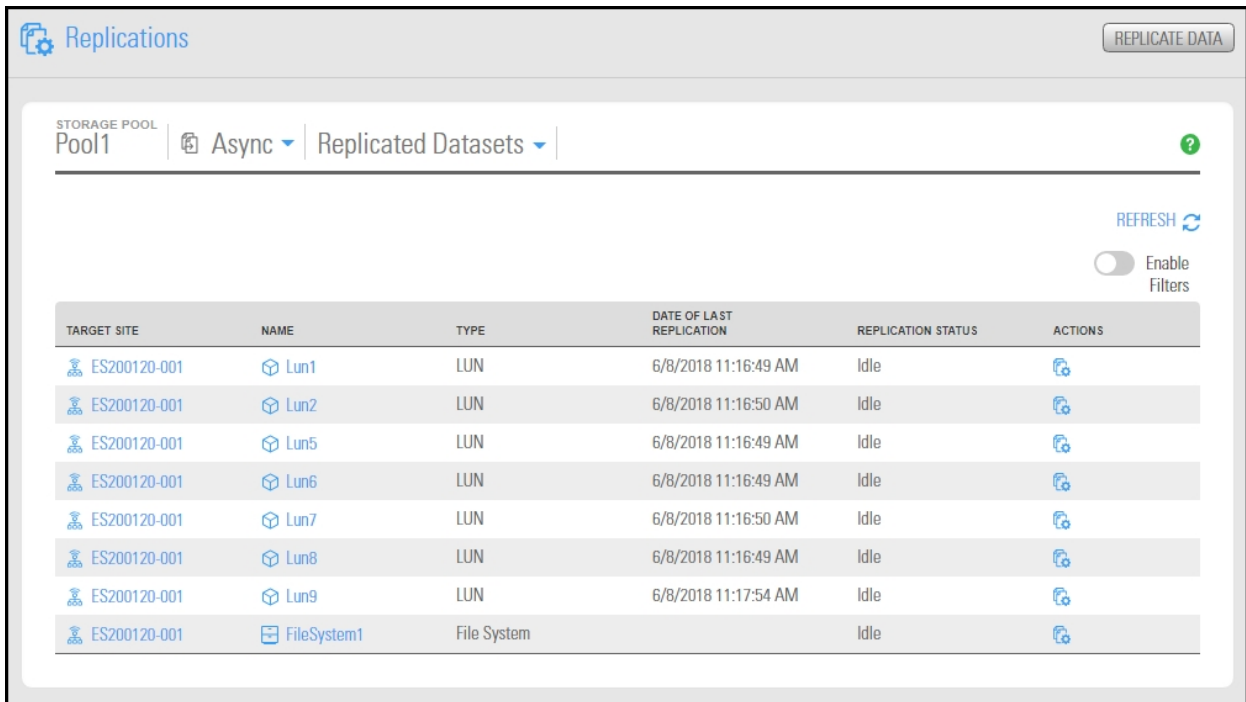 Replications
REPLICATE DATA
STORAGE POOL
Pool1
Async
Replicated Datasets
?
REFRESH
Enable
Filters
TARGET SITE NAME TYPE DATE OF LAST REPLICATION REPLICATION STATUS ACTIONS
ES200120-001 Lun1 LUN 6/8/2018 11:16:49 AM Idle
ES200120-001 Lun2 LUN 6/8/2018 11:16:50 AM Idle
ES200120-001 Lun5 LUN 6/8/2018 11:16:49 AM Idle
ES200120-001 Lun6 LUN 6/8/2018 11:16:49 AM Idle
ES200120-001 Lun7 LUN 6/8/2018 11:16:50 AM Idle
ES200120-001 Lun8 LUN 6/8/2018 11:16:49 AM Idle
ES200120-001 Lun9 LUN 6/8/2018 11:17:54 AM Idle
ES200120-001 FileSystem1 File System Idle